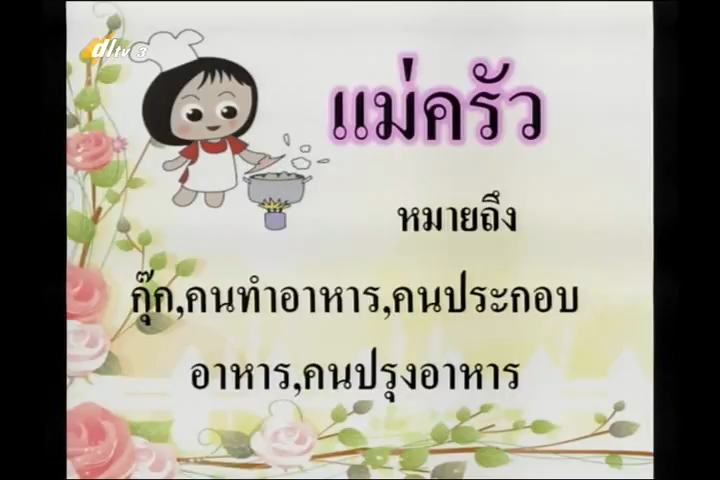 dltv 3
แม่ครัว
หมายถึง
กุ๊ก,คนทำอาหาร,คนประกอบ
อาหาร,คนปรุงอาหาร